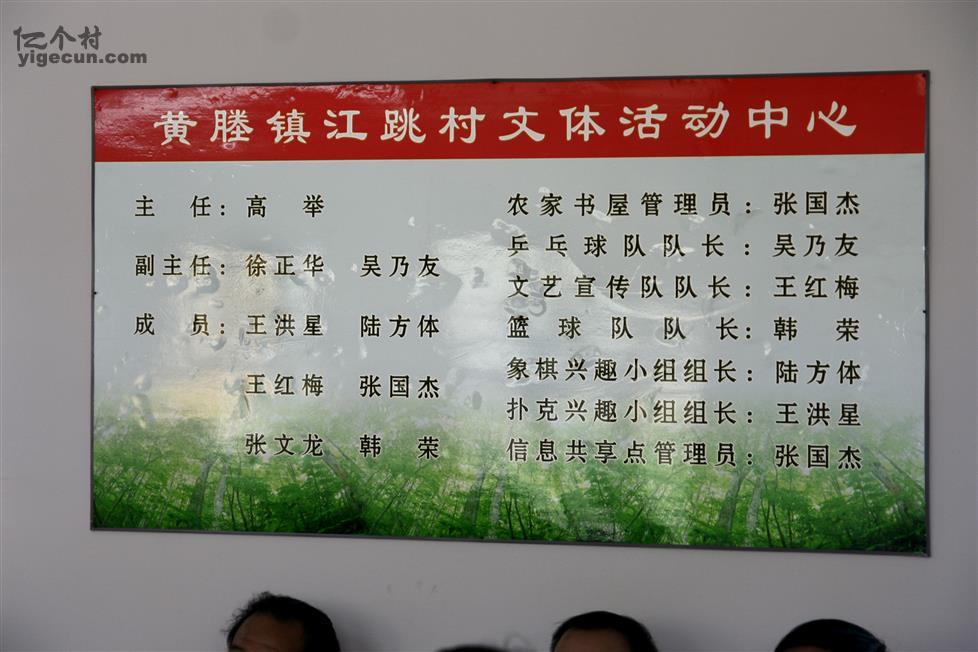 亿个村
yigecun.com
黄塍镇江跳村文体活动中心
主 任：高 举
副主任：徐正华 吴乃友
成 员：王洪星 陆方体
王红梅 张国杰
张文龙 韩 荣
农家书屋管理员：张国杰
乒乓球队队长：吴乃友
文艺宣传队队长：王红梅
篮球队队长：韩 荣
象棋兴趣小组组长：陆方体
扑克兴趣小组组长：王洪星
信息共享点管理员：张国杰